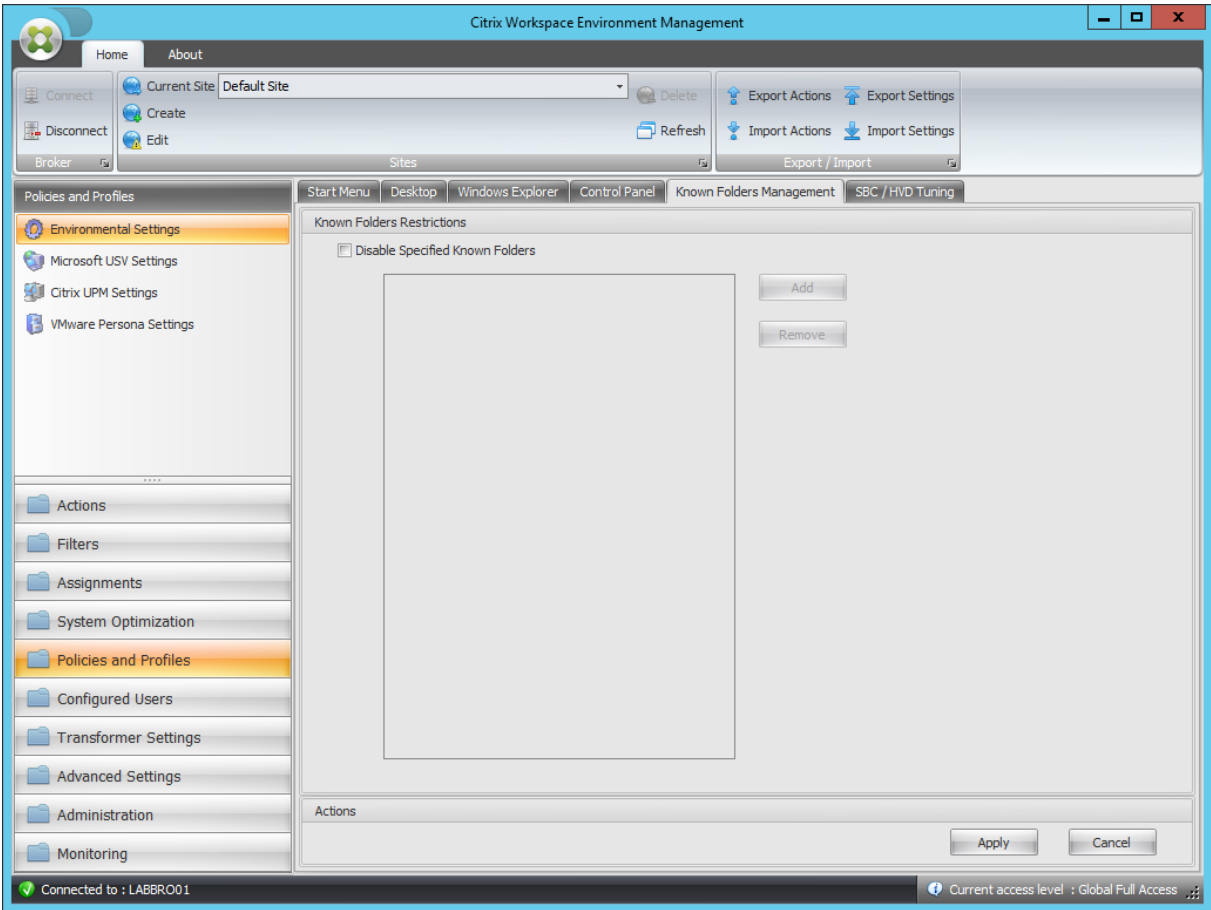 Citrix Workspace Environment Management
Home About
Connect
Disconnect
Broker
Current Site Default Site
Create
Edit
Delete
Refresh
Sites
Export Actions Export Settings
Import Actions Import Settings
Export / Import
Policies and Profiles
Environmental Settings
Microsoft USV Settings
Citrix UPM Settings
VMware Persona Settings
Actions
Filters
Assignments
System Optimization
Policies and Profiles
Configured Users
Transformer Settings
Advanced Settings
Administration
Monitoring
Start Menu Desktop Windows Explorer Control Panel Known Folders Management SBC / HVD Tuning
Known Folders Restrictions
Disable Specified Known Folders
Add
Remove
Actions
Apply Cancel
Connected to : LABBRO01
Current access level : Global Full Access